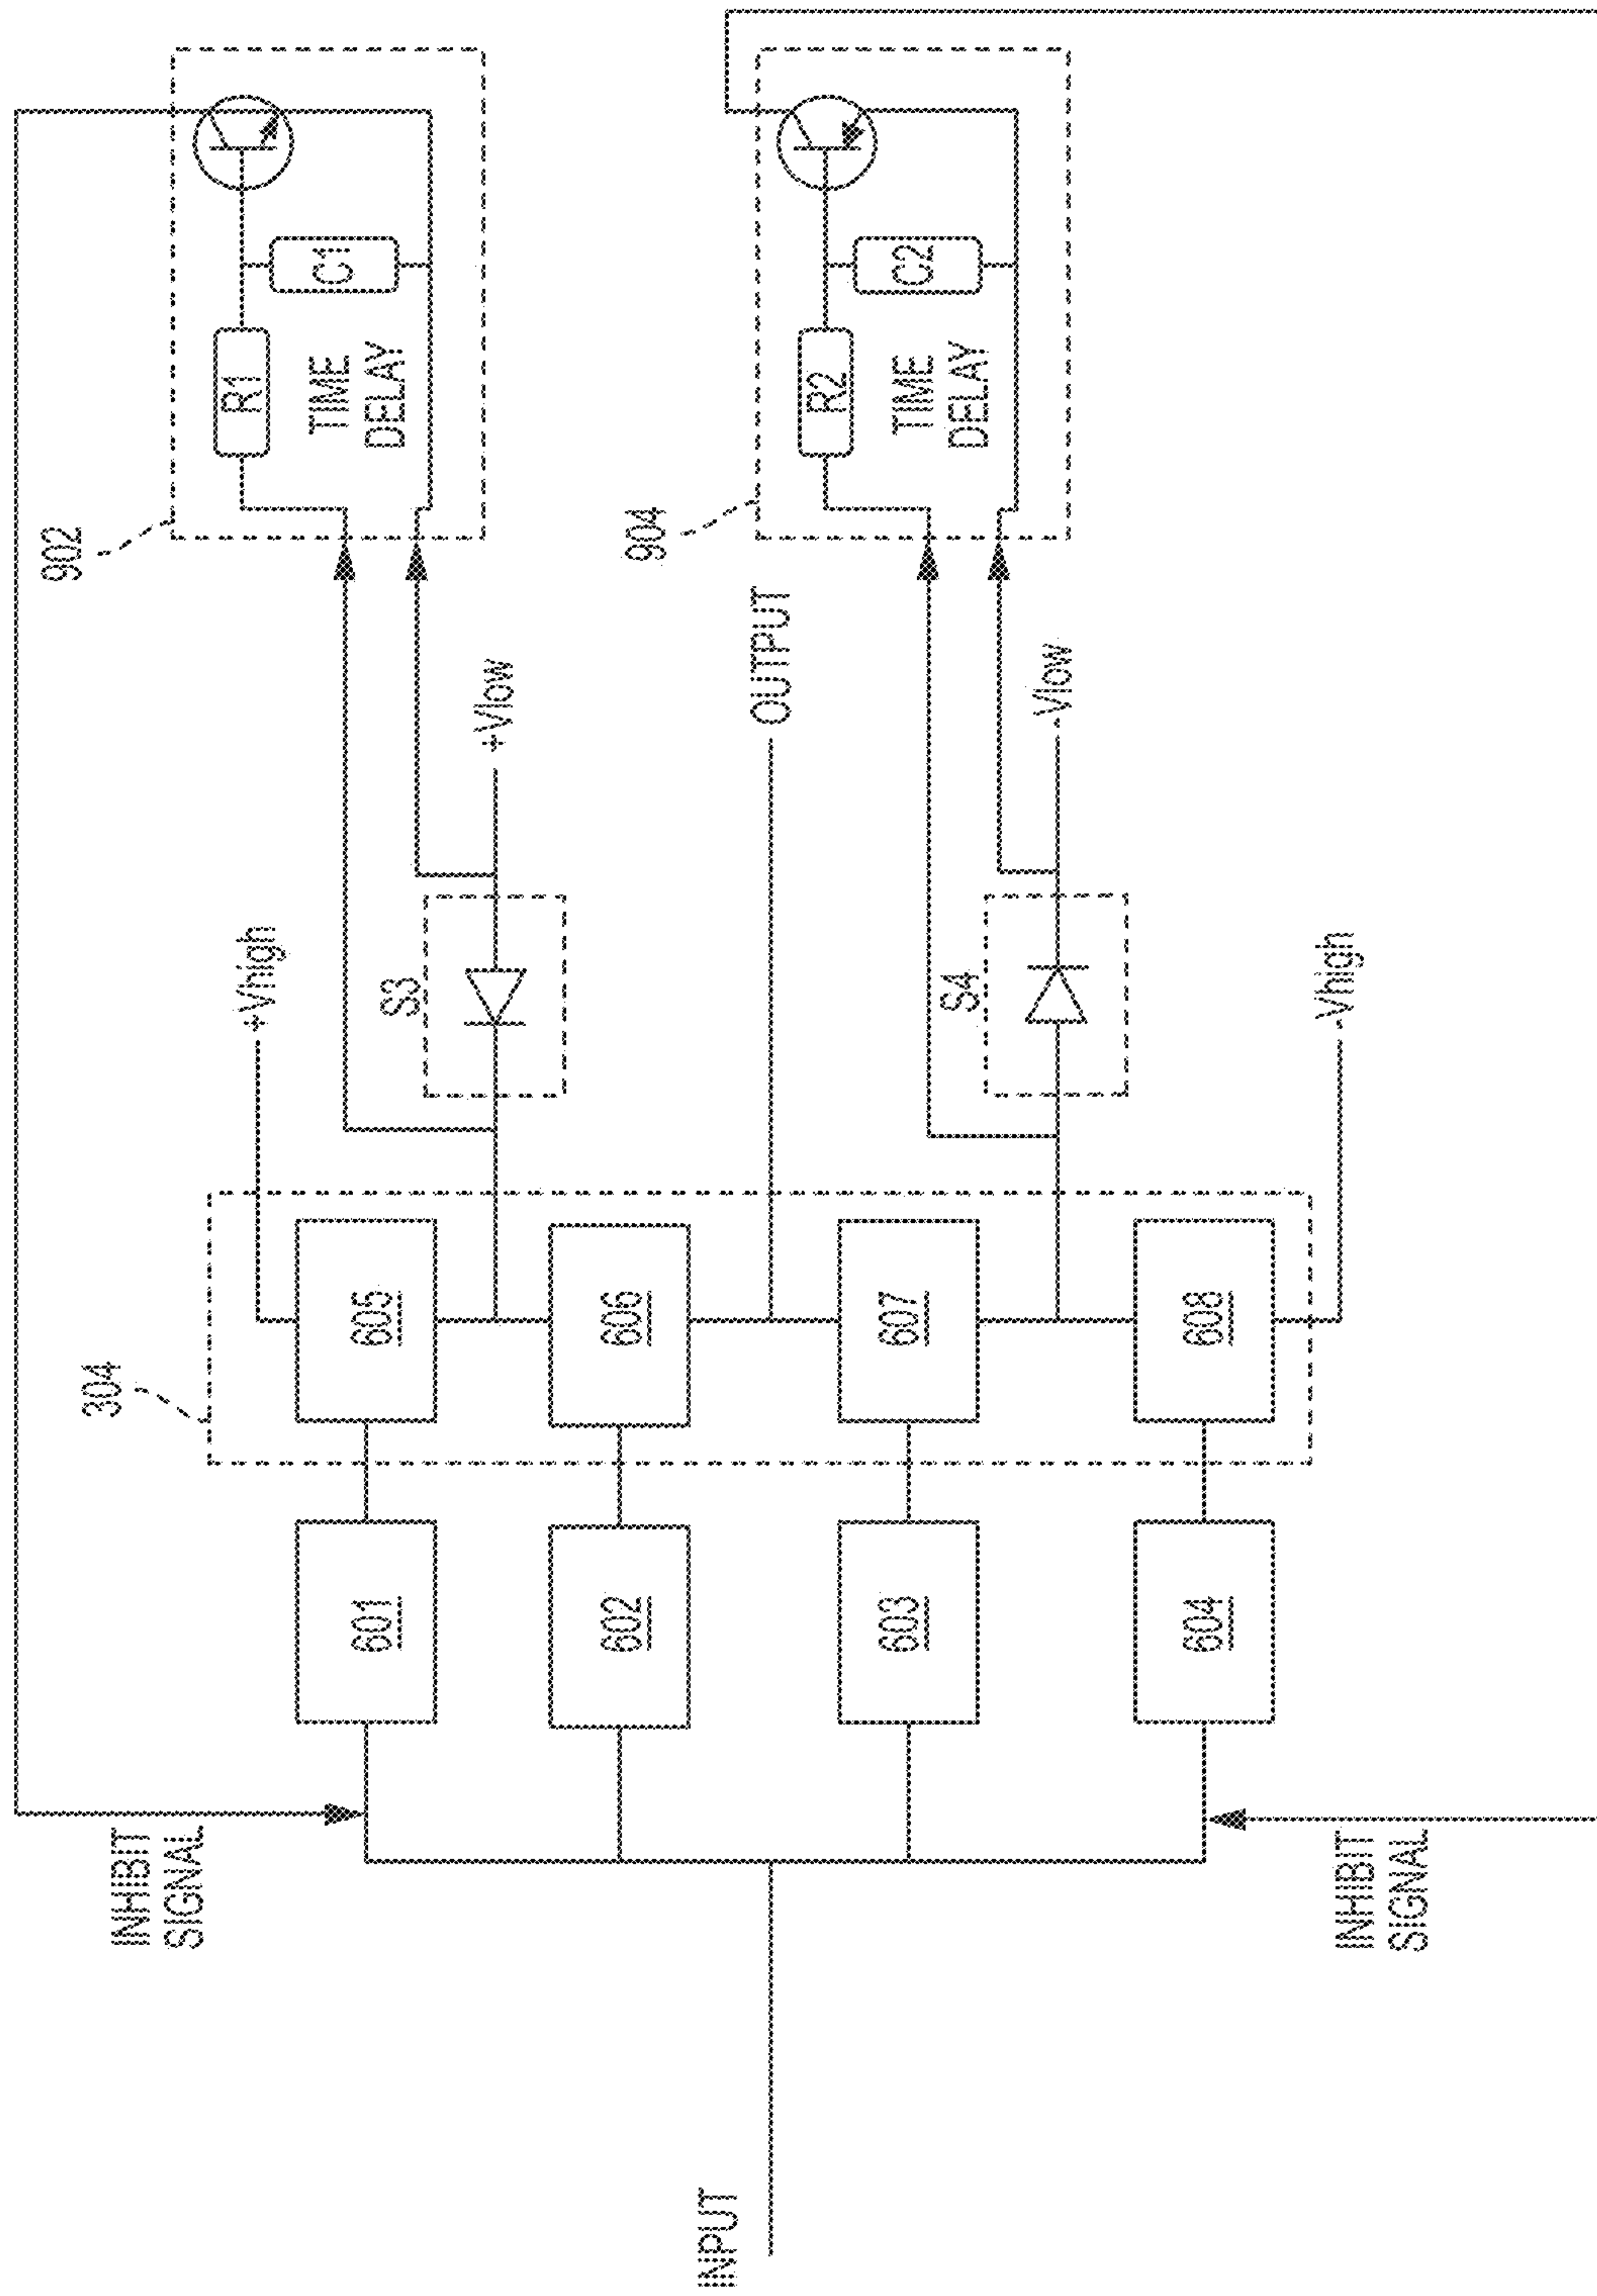 INPUT
INHIBIT
SIGNAL
INHIBIT
SIGNAL
601
602
603
604
304
605
606
607
608
+Vhigh
-Vhigh
S3
S4
+Vlow
OUTPUT
-Vlow
902
R1
C1
TIME
DELAY
904
R2
C2
TIME
DELAY